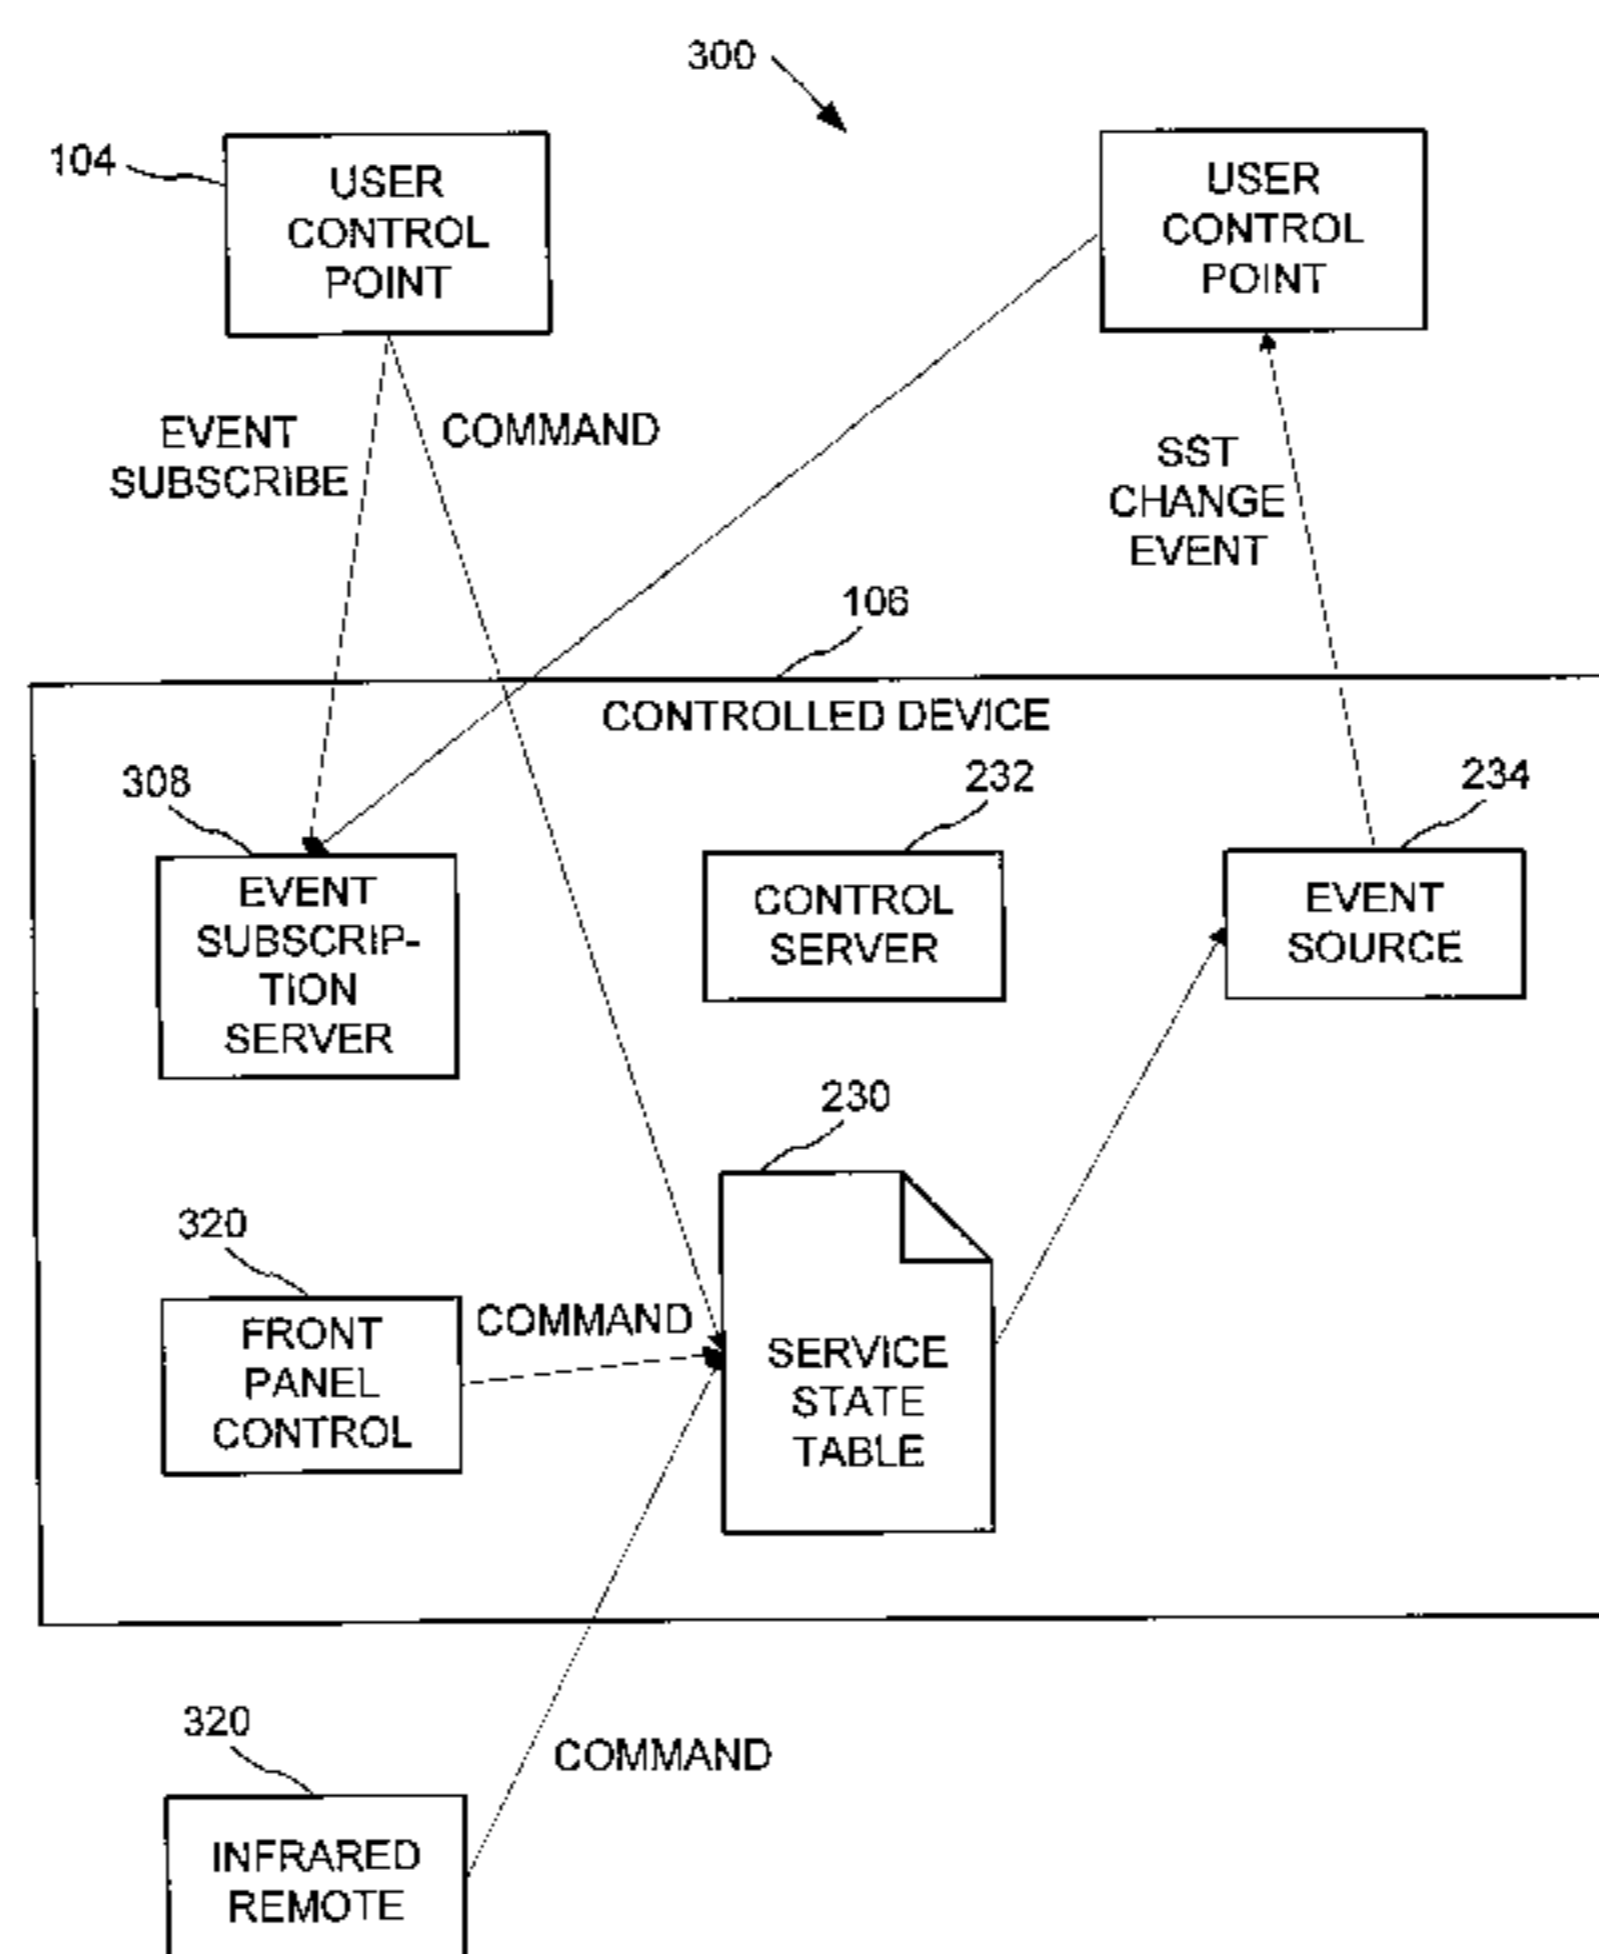 300
104
USER
CONTROL
POINT
USER
CONTROL
POINT
EVENT
SUBSCRIBE
COMMAND
SST
CHANGE
EVENT
106
CONTROLLED DEVICE
308
232
234
EVENT
SUBSCRIP-
TION
SERVER
CONTROL
SERVER
EVENT
SOURCE
230
320
FRONT
PANEL
CONTROL
COMMAND
SERVICE
STATE
TABLE
320
COMMAND
INFRARED
REMOTE